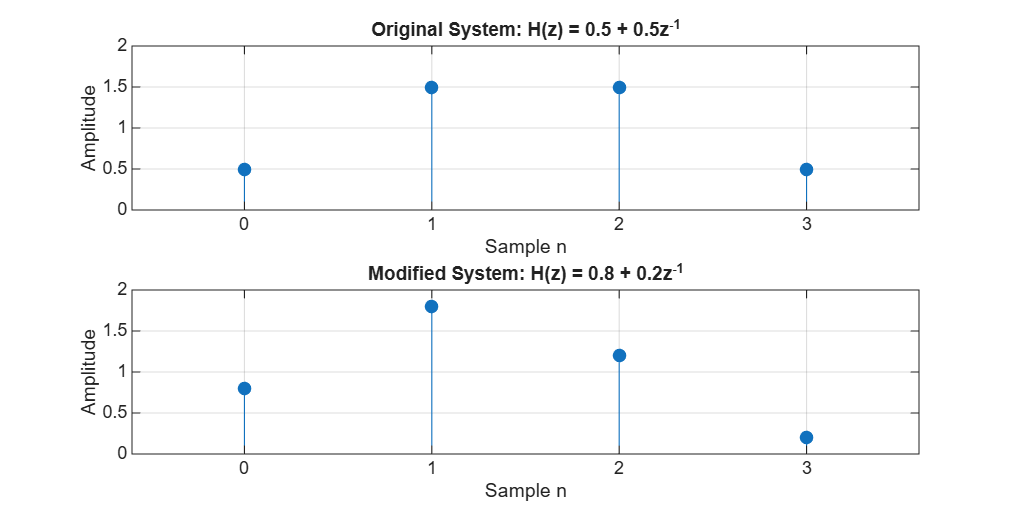 Original System: H(z) = 0.5 + 0.5z-1
2
1.5
1
0.5
0
Amplitude
0 1 2 3
Sample n
Modified System: H(z) = 0.8 + 0.2z-1
2
1.5
1
0.5
0
Amplitude
0 1 2 3
Sample n